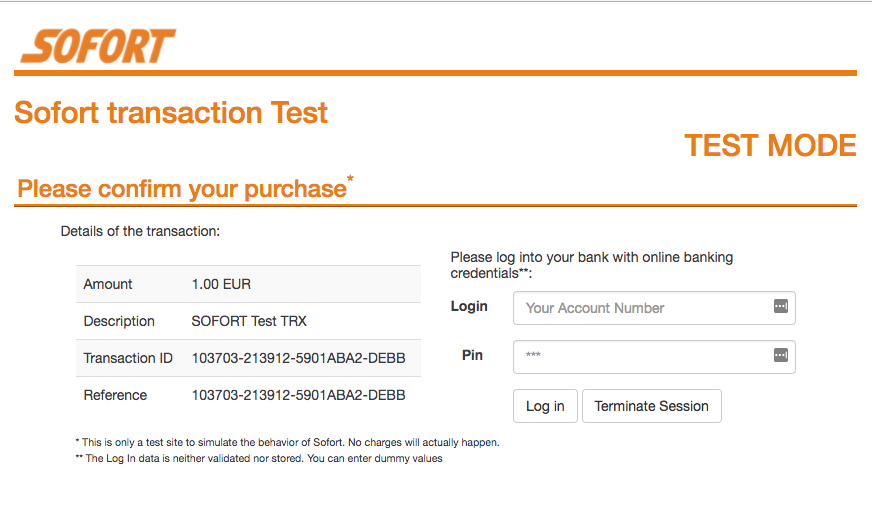 SOFORT
Sofort transaction Test
TEST MODE
Please confirm your purchase*
Details of the transaction:
Amount 1.00 EUR
Description SOFORT Test TRX
Transaction ID 103703-213912-5901ABA2-DEBB
Reference 103703-213912-5901ABA2-DEBB
Please log into your bank with online banking
credentials**:
Login Your Account Number
Pin ***
Log in Terminate Session
* This is only a test site to simulate the behavior of Sofort. No charges will actually happen.
** The Log In data is neither validated nor stored. You can enter dummy values